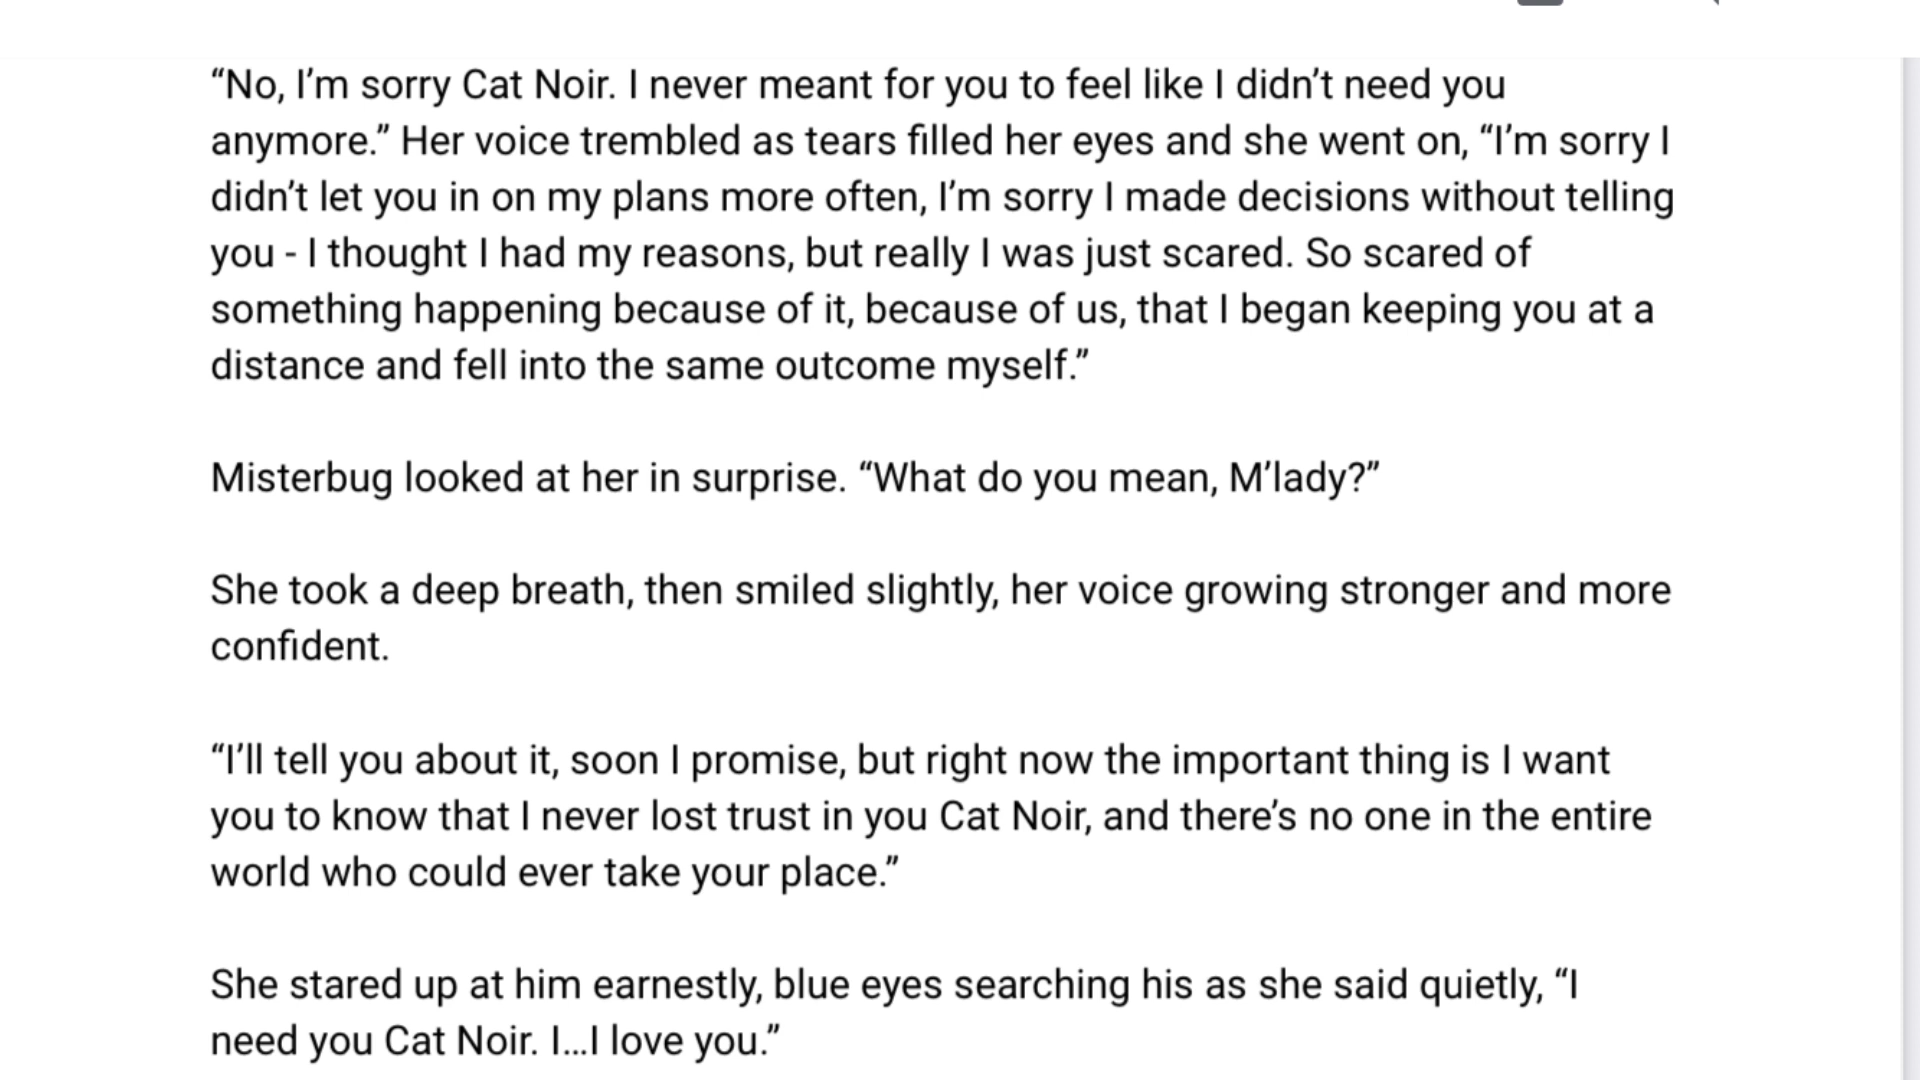 “No, I’m sorry Cat Noir. I never meant for you to feel like I didn’t need you
anymore.” Her voice trembled as tears filled her eyes and she went on, “I’m sorry I
didn’t let you in on my plans more often, I’m sorry I made decisions without telling
you - I thought I had my reasons, but really I was just scared. So scared of
something happening because of it, because of us, that I began keeping you at a
distance and fell into the same outcome myself.”
Misterbug looked at her in surprise. “What do you mean, M’lady?”
She took a deep breath, then smiled slightly, her voice growing stronger and more
confident.
“I’ll tell you about it, soon I promise, but right now the important thing is I want
you to know that I never lost trust in you Cat Noir, and there’s no one in the entire
world who could ever take your place.”
She stared up at him earnestly, blue eyes searching his as she said quietly, “I
need you Cat Noir. I...I love you.”